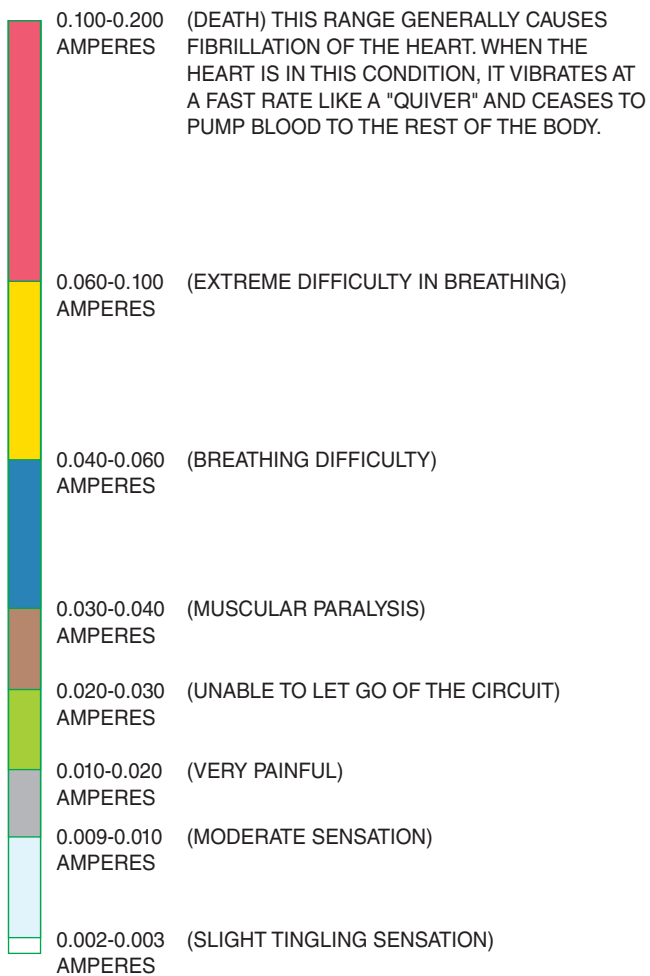 0.100-0.200 (DEATH) THIS RANGE GENERALLY CAUSES
AMPERES FIBRILLATION OF THE HEART. WHEN THE
HEART IS IN THIS CONDITION, IT VIBRATES AT
A FAST RATE LIKE A "QUIVER" AND CEASES TO
PUMP BLOOD TO THE REST OF THE BODY.
0.060-0.100 (EXTREME DIFFICULTY IN BREATHING)
AMPERES
0.040-0.060 (BREATHING DIFFICULTY)
AMPERES
0.030-0.040 (MUSCULAR PARALYSIS)
AMPERES
0.020-0.030 (UNABLE TO LET GO OF THE CIRCUIT)
AMPERES
0.010-0.020 (VERY PAINFUL)
AMPERES
0.009-0.010 (MODERATE SENSATION)
AMPERES
0.002-0.003 (SLIGHT TINGLING SENSATION)
AMPERES